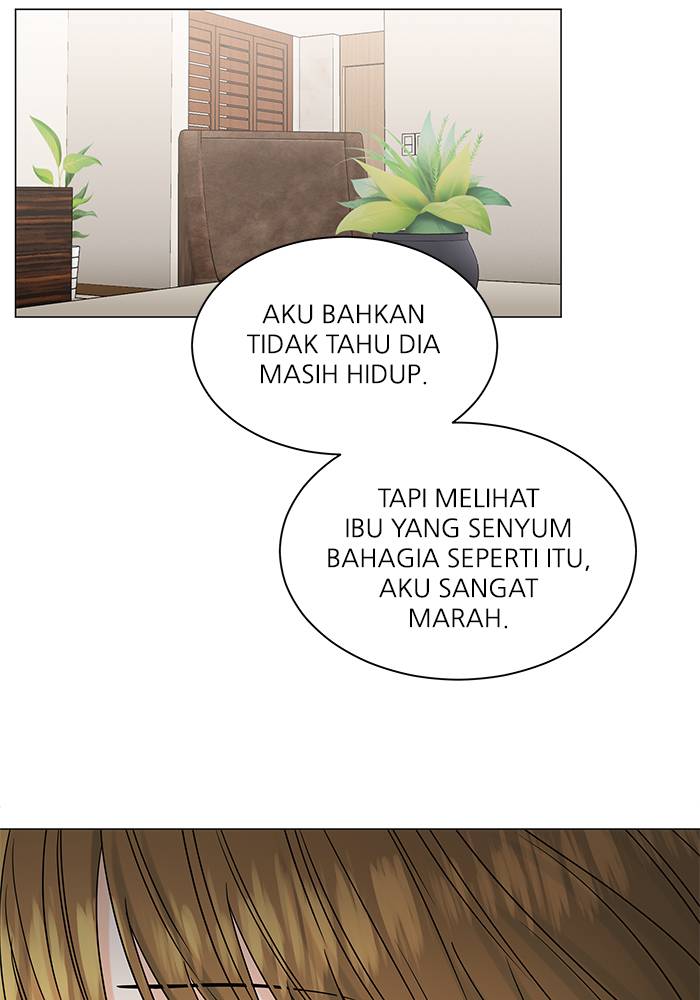 AKU BAHKAN
TIDAK TAHU DIA
MASIH HIDUP.
TAPI MELIHAT
IBU YANG SENYUM
BAHAGIA SEPERTI ITU,
AKU SANGAT
MARAH.